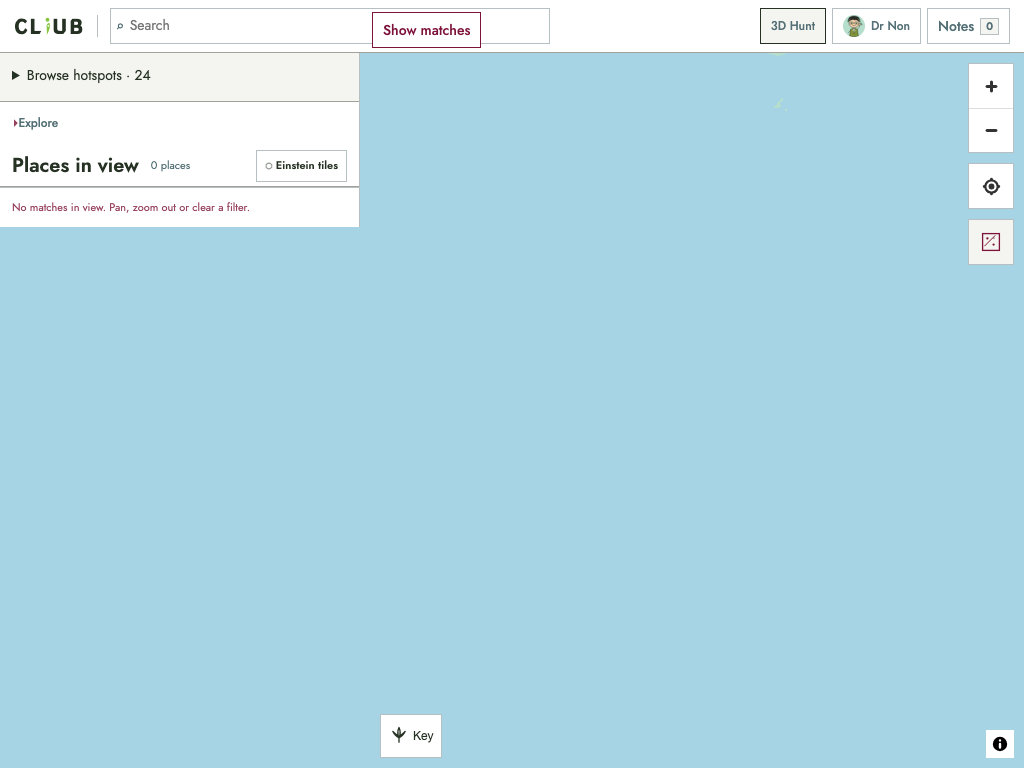 CLiUB
Search
Show matches
3D Hunt
Dr Non
Notes 0
Browse hotspots · 24
Explore
Places in view 0 places
Einstein tiles
No matches in view. Pan, zoom out or clear a filter.
Key